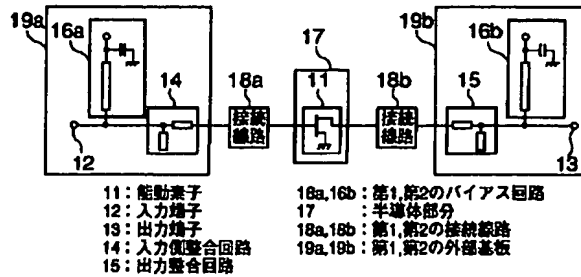 19a
16a
14
12
18a
接続
線路
17
11
18b
接続
線路
19b
16b
15
13
11：能動素子
12：入力端子
13：出力端子
14：入力側整合回路
15：出力整合回路
18a,16b：第1,第2のバイアス回路
17　：半導体部分
18a,18b：第1,第2の接続線路
19a,19b：第1,第2の外部基板